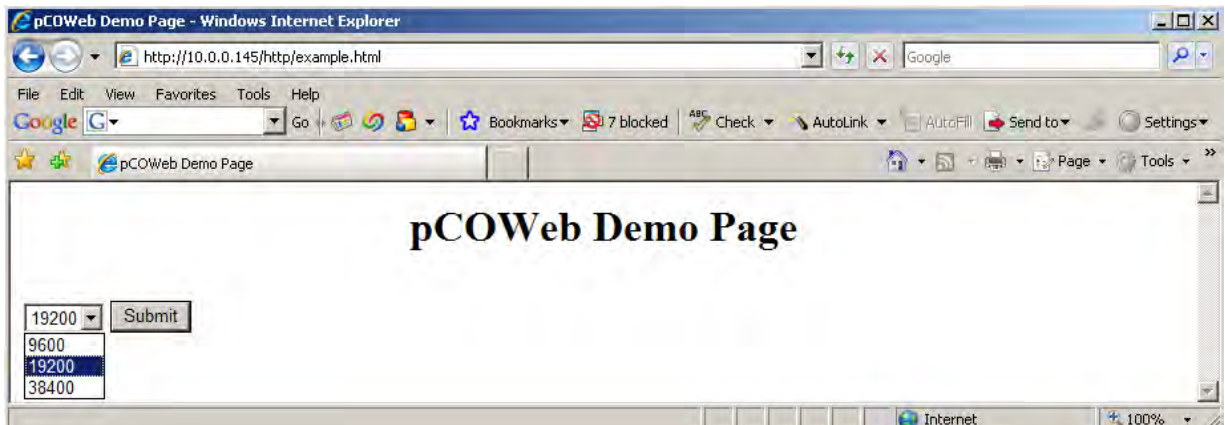 pCOWeb Demo Page - Windows Internet Explorer
http://10.0.0.145/http/example.html
Google
File Edit View Favorites Tools Help
Google G Go Bookmarks 7 blocked ABC Check AutoLink AutoFill Send to Settings
pCOWeb Demo Page Page Tools »
pCOWeb Demo Page
19200 Submit
9600
19200
38400
Internet 100%